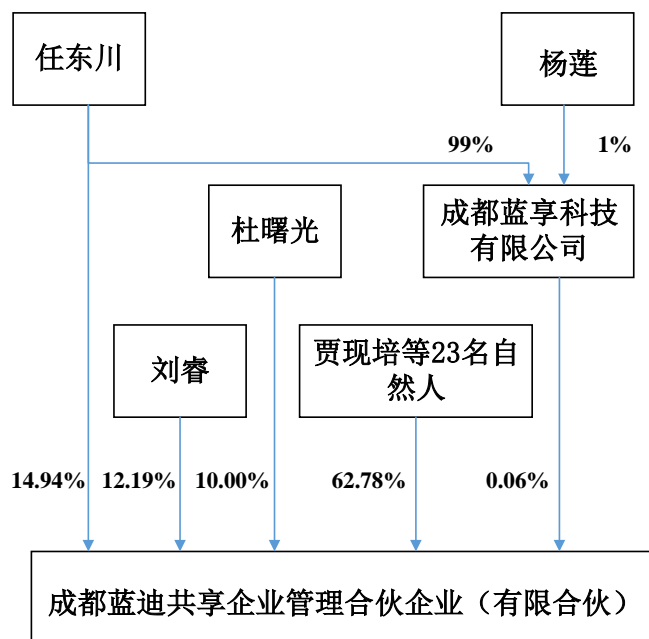 任东川
杨莲
99%
1%
杜曙光
成都蓝享科技
有限公司
刘睿
贾现培等23名自
然人
14.94%
12.19%
10.00%
62.78%
0.06%
成都蓝迪共享企业管理合伙企业（有限合伙）